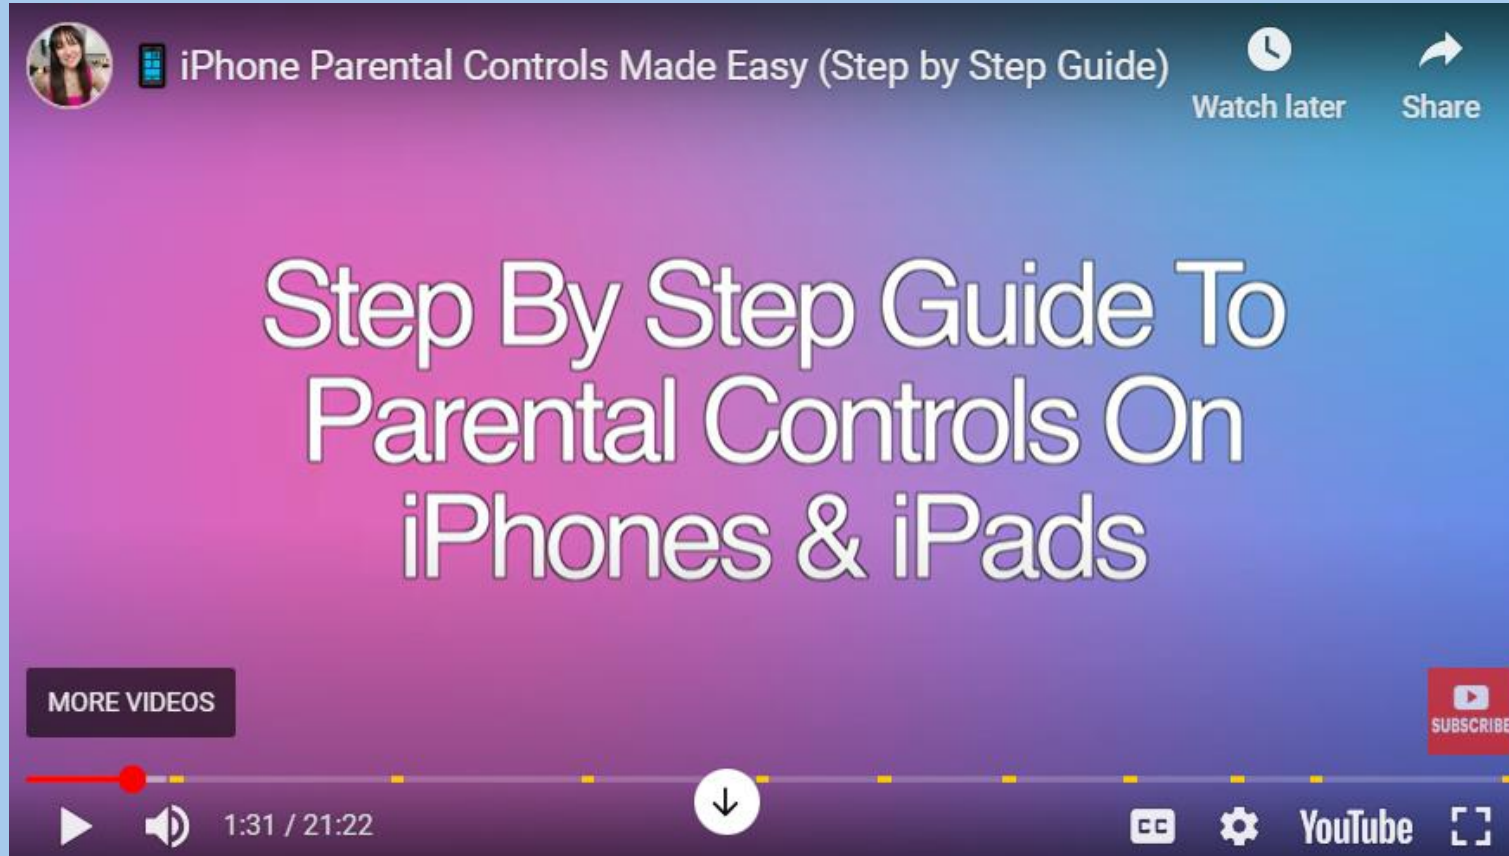 iPhone Parental Controls Made Easy (Step by Step Guide)
Watch later
Share
Step By Step Guide To
Parental Controls On
iPhones & iPads
MORE VIDEOS
SUBSCRIBE
1:31 / 21:22
CC
YouTube